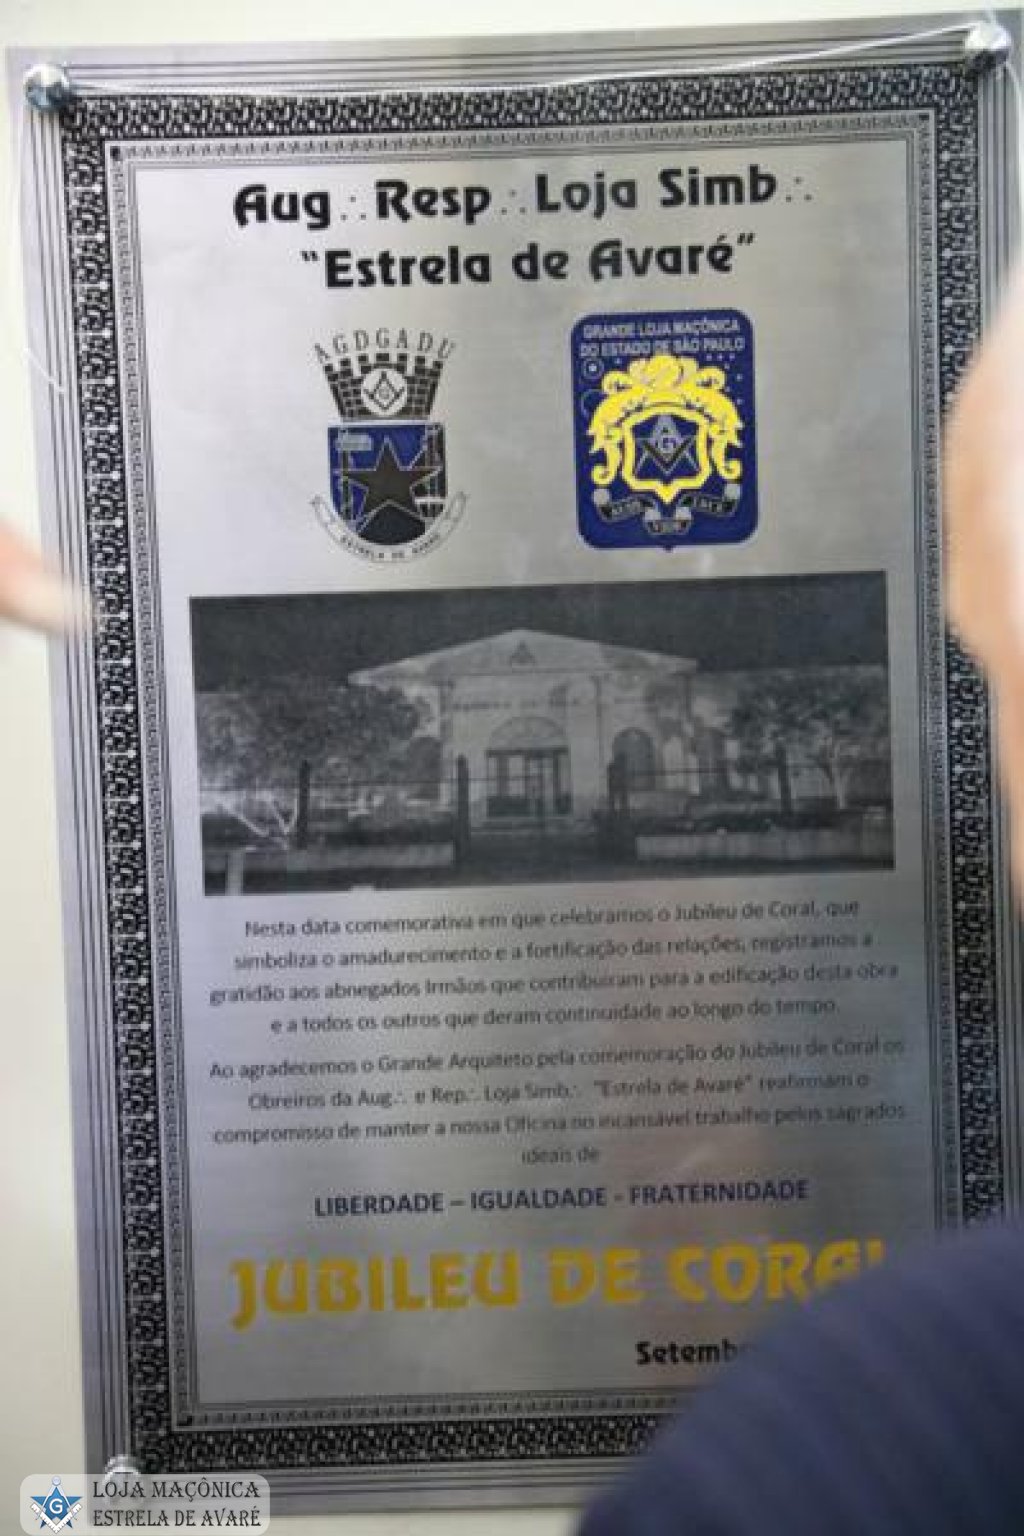 Aug∴ Resp∴ Loja Simb∴
"Estrela de Avaré"
AGDGADU
GRANDE LOJA MAÇÔNICA
DO ESTADO DE SÃO PAULO
G
ESTRELA DE AVARÉ
Nesta data comemorativa em que celebramos o Jubileu de Coral, que
simboliza o amadurecimento e a fortificação das relações, registramos a
gratidão aos abnegados Irmãos que contribuíram para a edificação desta obra
e a todos os outros que deram continuidade ao longo do tempo.
Ao agradecemos o Grande Arquiteto pela comemoração do Jubileu de Coral os
Obreiros da Aug∴ e Rep∴ Loja Simb∴ "Estrela de Avaré" reafirmam o
compromisso de manter a nossa Oficina no incansável trabalho pelos sagrados
ideais de
LIBERDADE – IGUALDADE - FRATERNIDADE
JUBILEU DE CORAL
Setemb
G LOJA MAÇÔNICA
ESTRELA DE AVARÉ